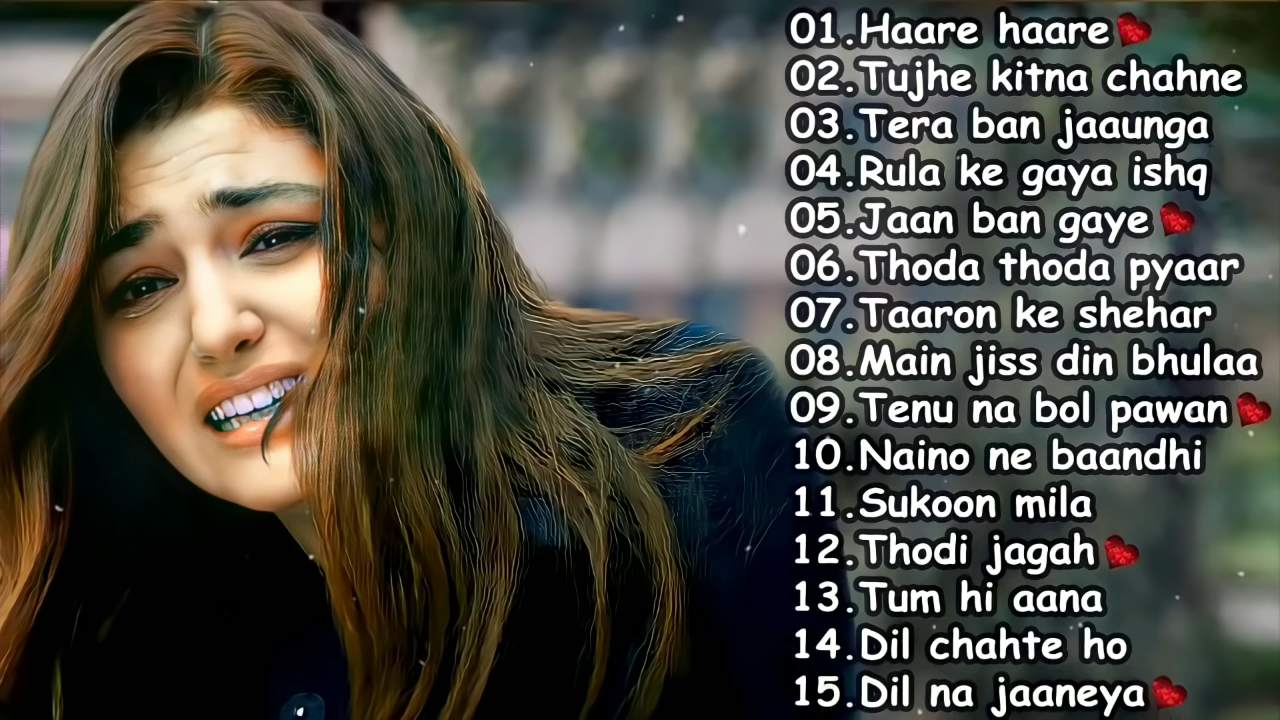 01.Haare haare
02.Tujhe kitna chahne
03.Tera ban jaaunga
04.Rula ke gaya ishq
05.Jaan ban gaye
06.Thoda thoda pyaar
07.Taaron ke shehar
08.Main jiss din bhulaa
09.Tenu na bol pawan
10.Naino ne baandhi
11.Sukoon mila
12.Thodi jagah
13.Tum hi aana
14.Dil chahte ho
15.Dil na jaaneya